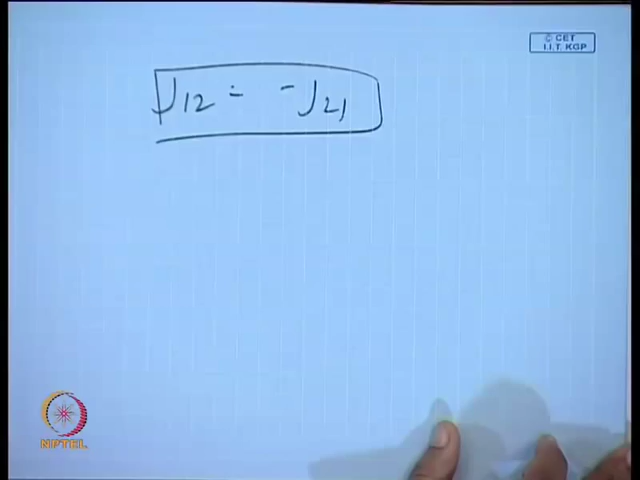 © CET
I.I.T. KGP
J12 = -J21
NPTEL